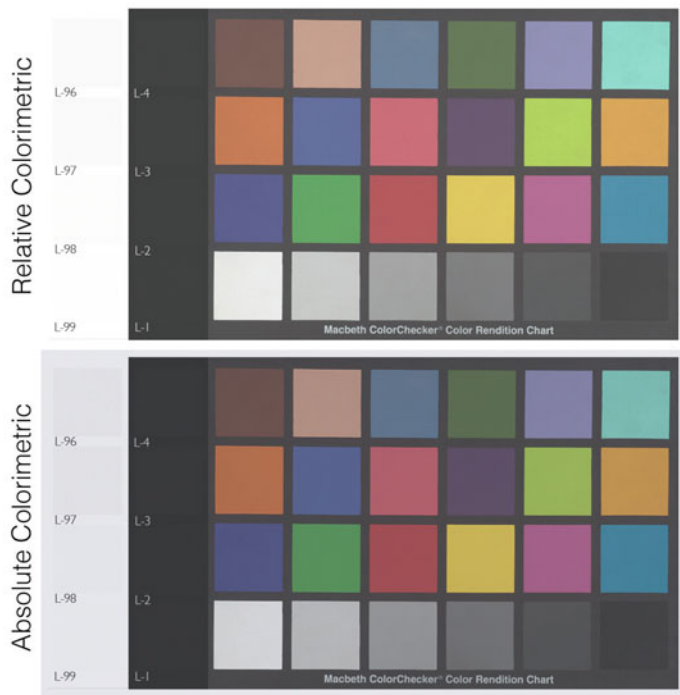 Relative Colorimetric
L-96
L-4
L-97
L-3
L-98
L-2
L-99
L-1
Macbeth ColorChecker® Color Rendition Chart
Absolute Colorimetric
L-96
L-4
L-97
L-3
L-98
L-2
L-99
L-1
Macbeth ColorChecker® Color Rendition Chart